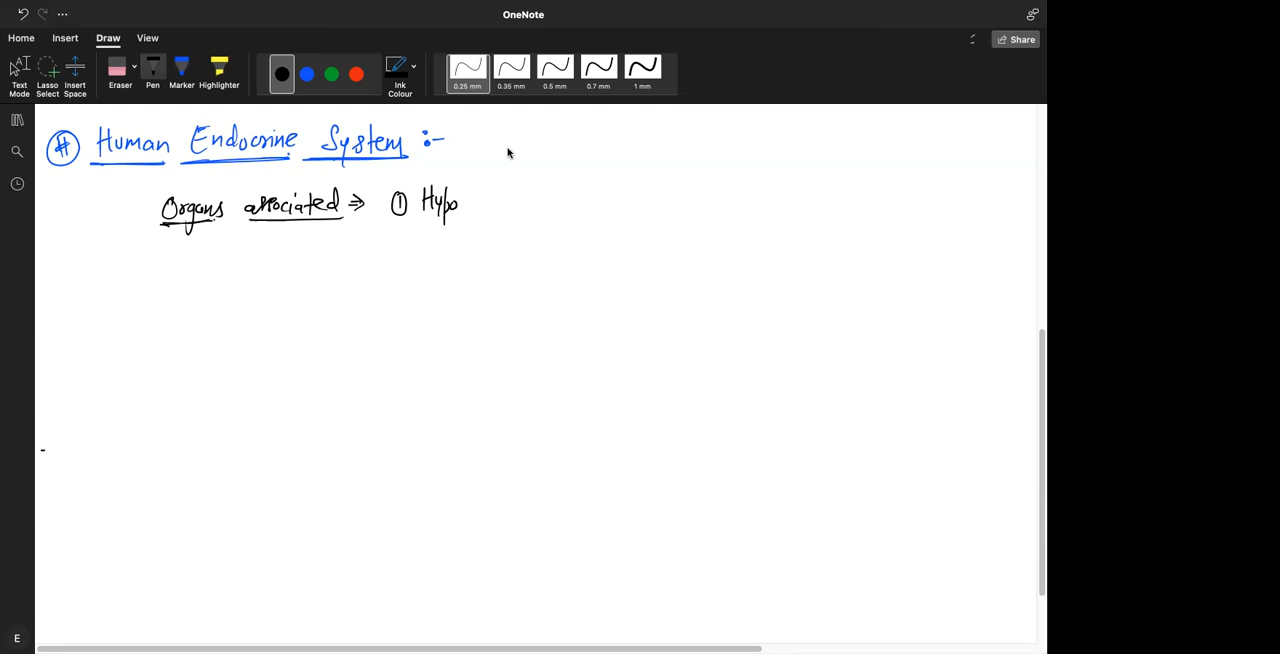 OneNote
Home Insert Draw View
Share
Text Mode
Lasso Select
Insert Space
Eraser
Pen
Marker
Highlighter
Ink Colour
0.25 mm
0.35 mm
0.5 mm
0.7 mm
1 mm
# Human Endocrine System :-
Organs associated ⇒ ① Hypo
E